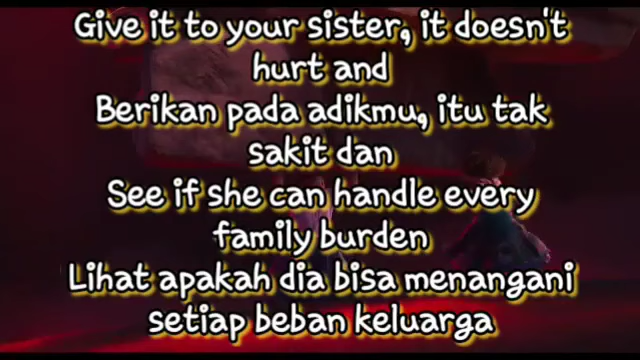 Give it to your sister, it doesn't
hurt and
Berikan pada adikmu, itu tak
sakit dan
See if she can handle every
family burden
Lihat apakah dia bisa menangani
setiap beban keluarga